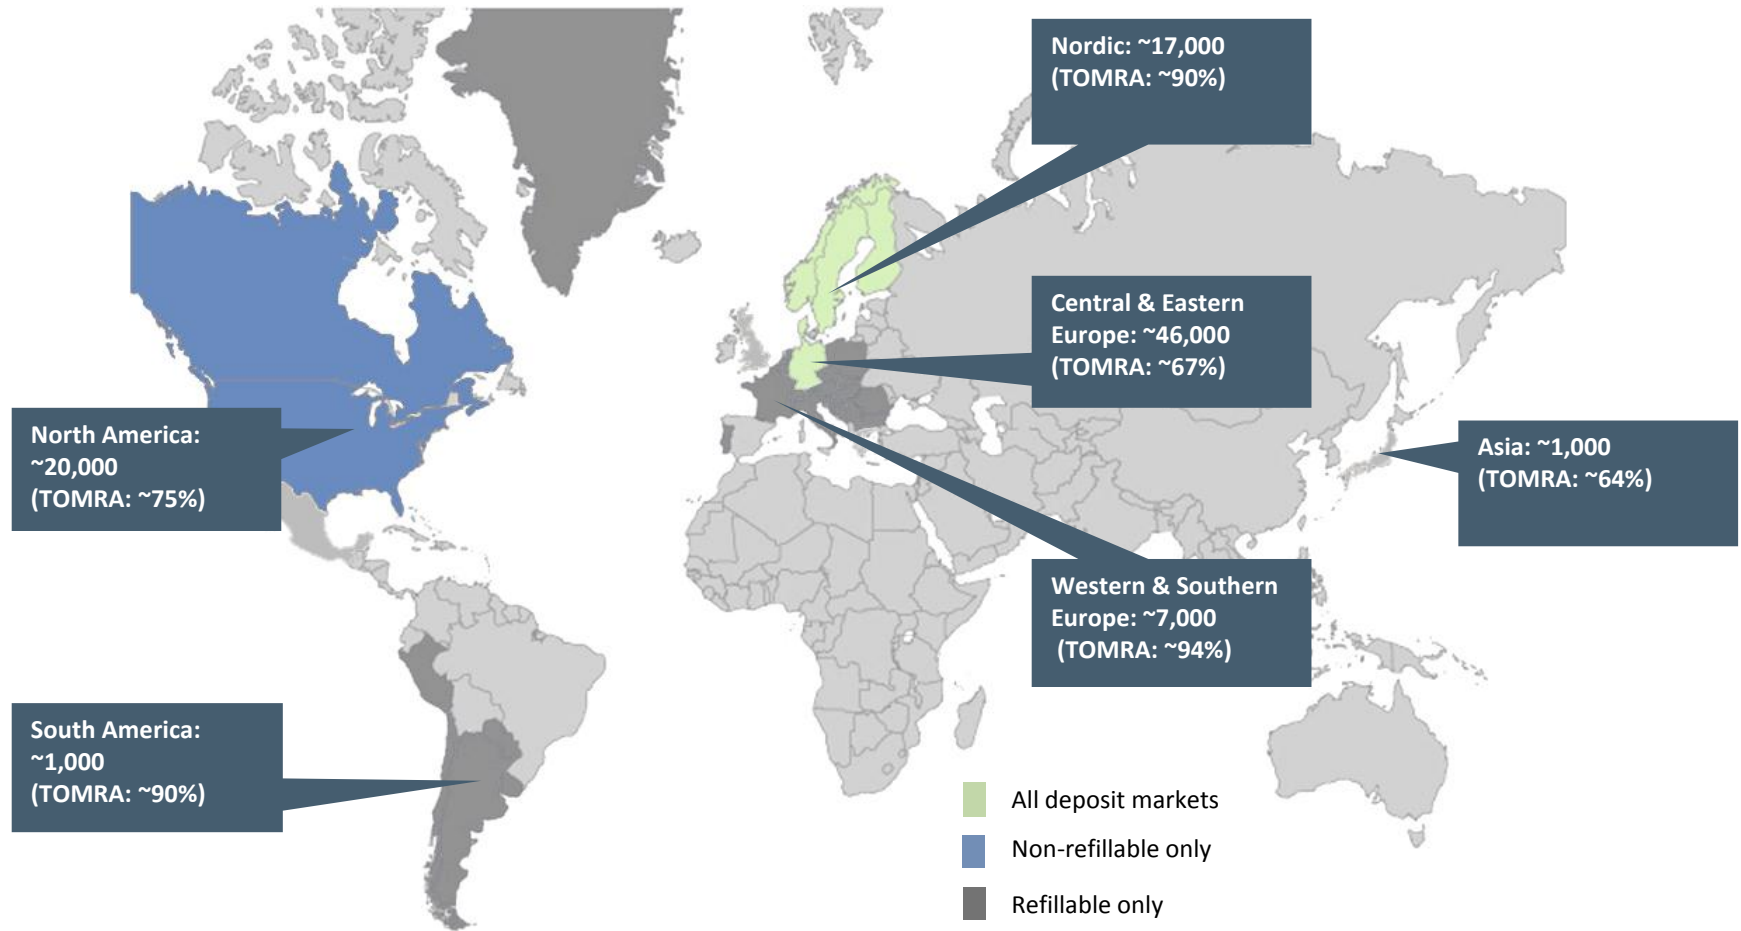 Nordic: ~17,000
(TOMRA: ~90%)
Central & Eastern
Europe: ~46,000
(TOMRA: ~67%)
North America:
~20,000
(TOMRA: ~75%)
Asia: ~1,000
(TOMRA: ~64%)
Western & Southern
Europe: ~7,000
(TOMRA: ~94%)
South America:
~1,000
(TOMRA: ~90%)
All deposit markets
Non-refillable only
Refillable only